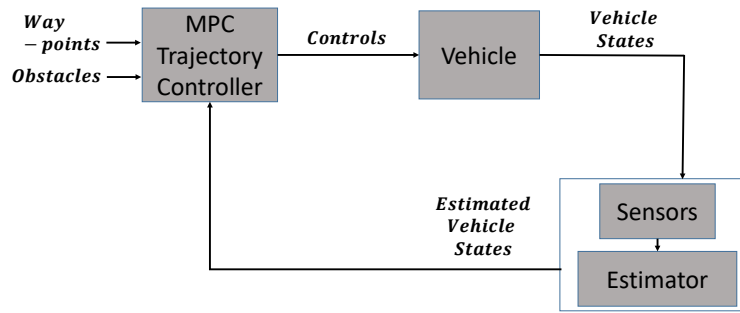 Way
− points
Obstacles
MPC
Trajectory
Controller
Controls
Vehicle
Vehicle
States
Estimated
Vehicle
States
Sensors
Estimator